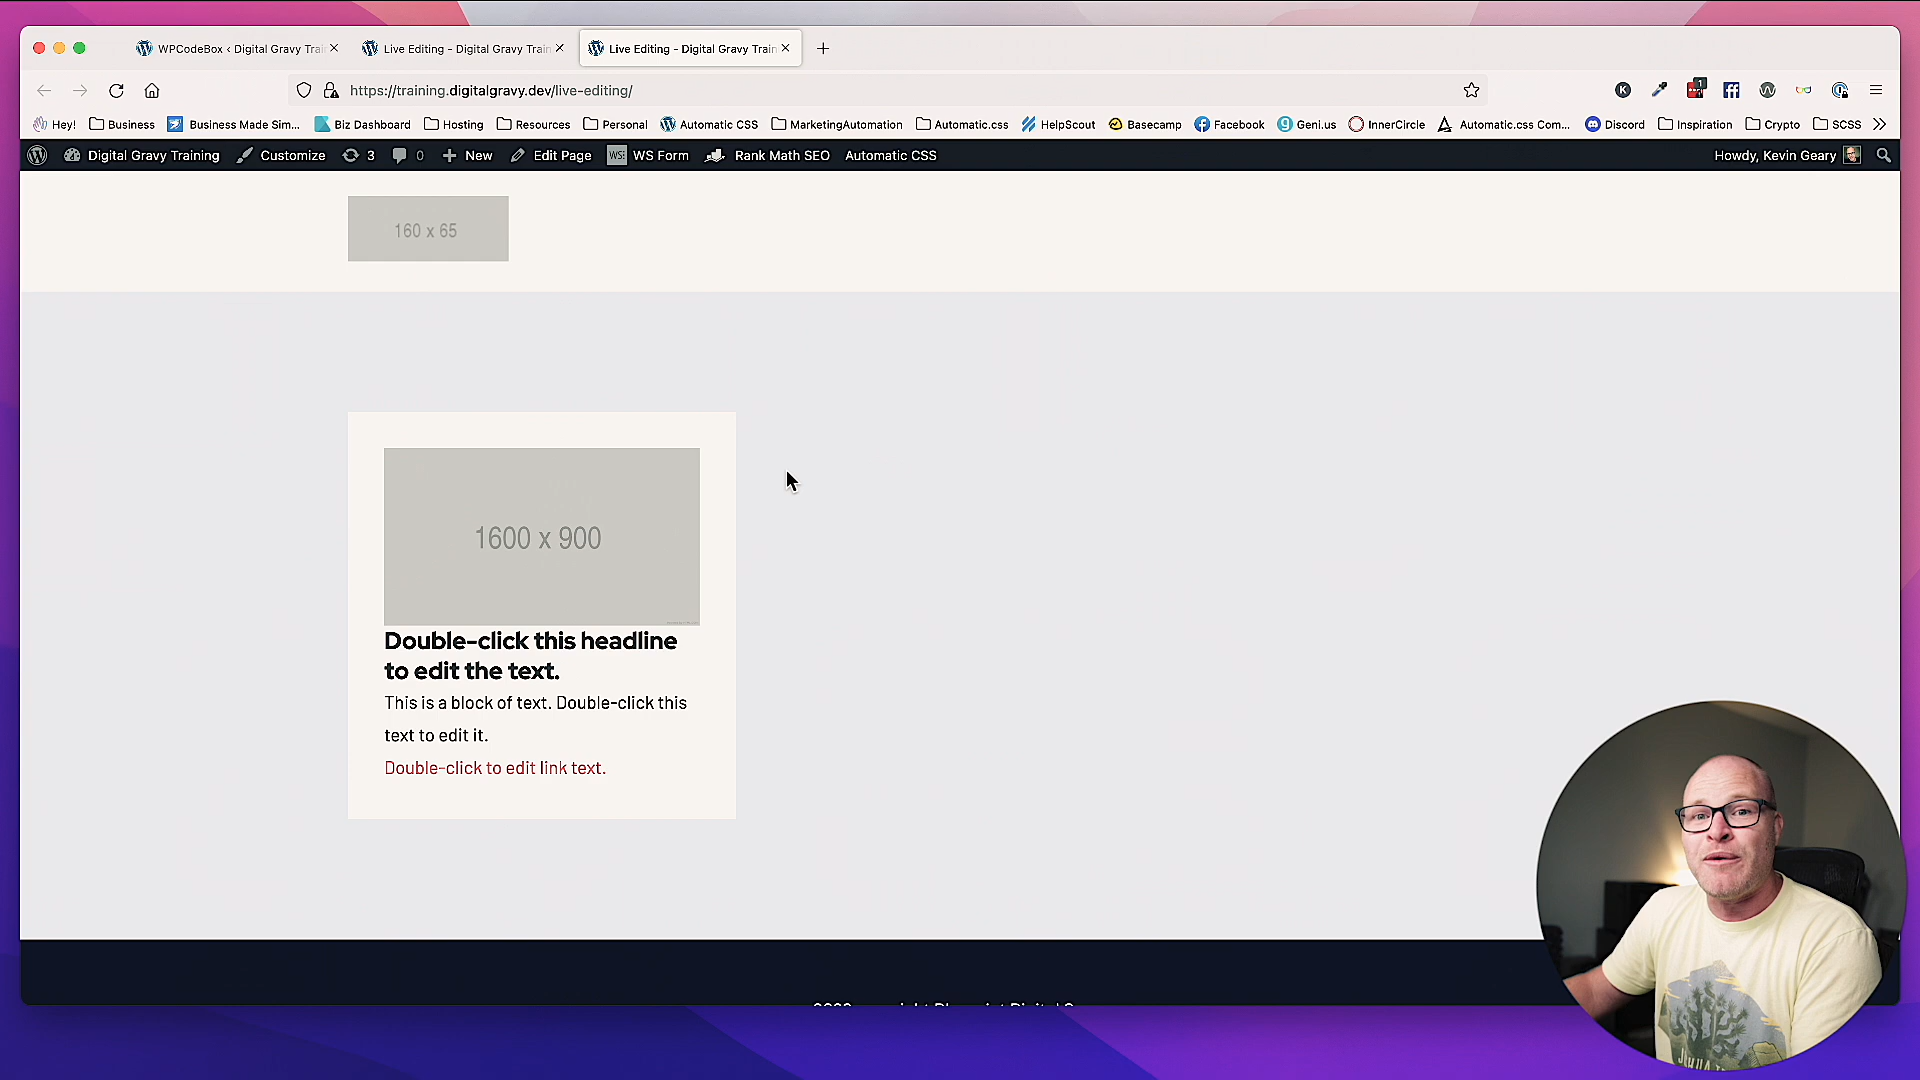 WPCodeBox ‹ Digital Gravy Trai
Live Editing - Digital Gravy Train
Live Editing - Digital Gravy Train
https://training.digitalgravy.dev/live-editing/
K
1
ff
Hey!
Business
Business Made Sim...
Biz Dashboard
Hosting
Resources
Personal
Automatic CSS
MarketingAutomation
Automatic.css
HelpScout
Basecamp
Facebook
Geni.us
InnerCircle
Automatic.css Com...
Discord
Inspiration
Crypto
SCSS
Digital Gravy Training
Customize
3
0
New
Edit Page
WS Form
Rank Math SEO
Automatic CSS
Howdy, Kevin Geary
160 x 65
1600 x 900
Double-click this headline
to edit the text.
This is a block of text. Double-click this
text to edit it.
Double-click to edit link text.